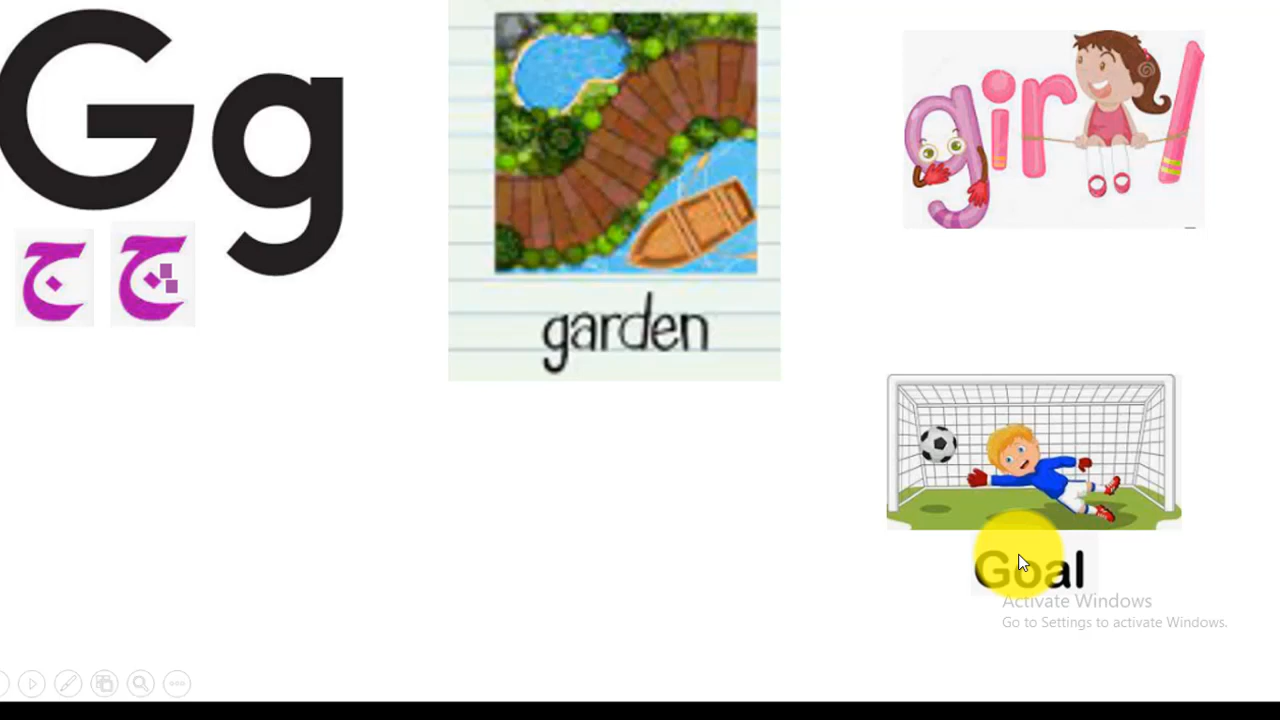 Gg
ج چ
garden
girl
Goal
Activate Windows
Go to Settings to activate Windows.